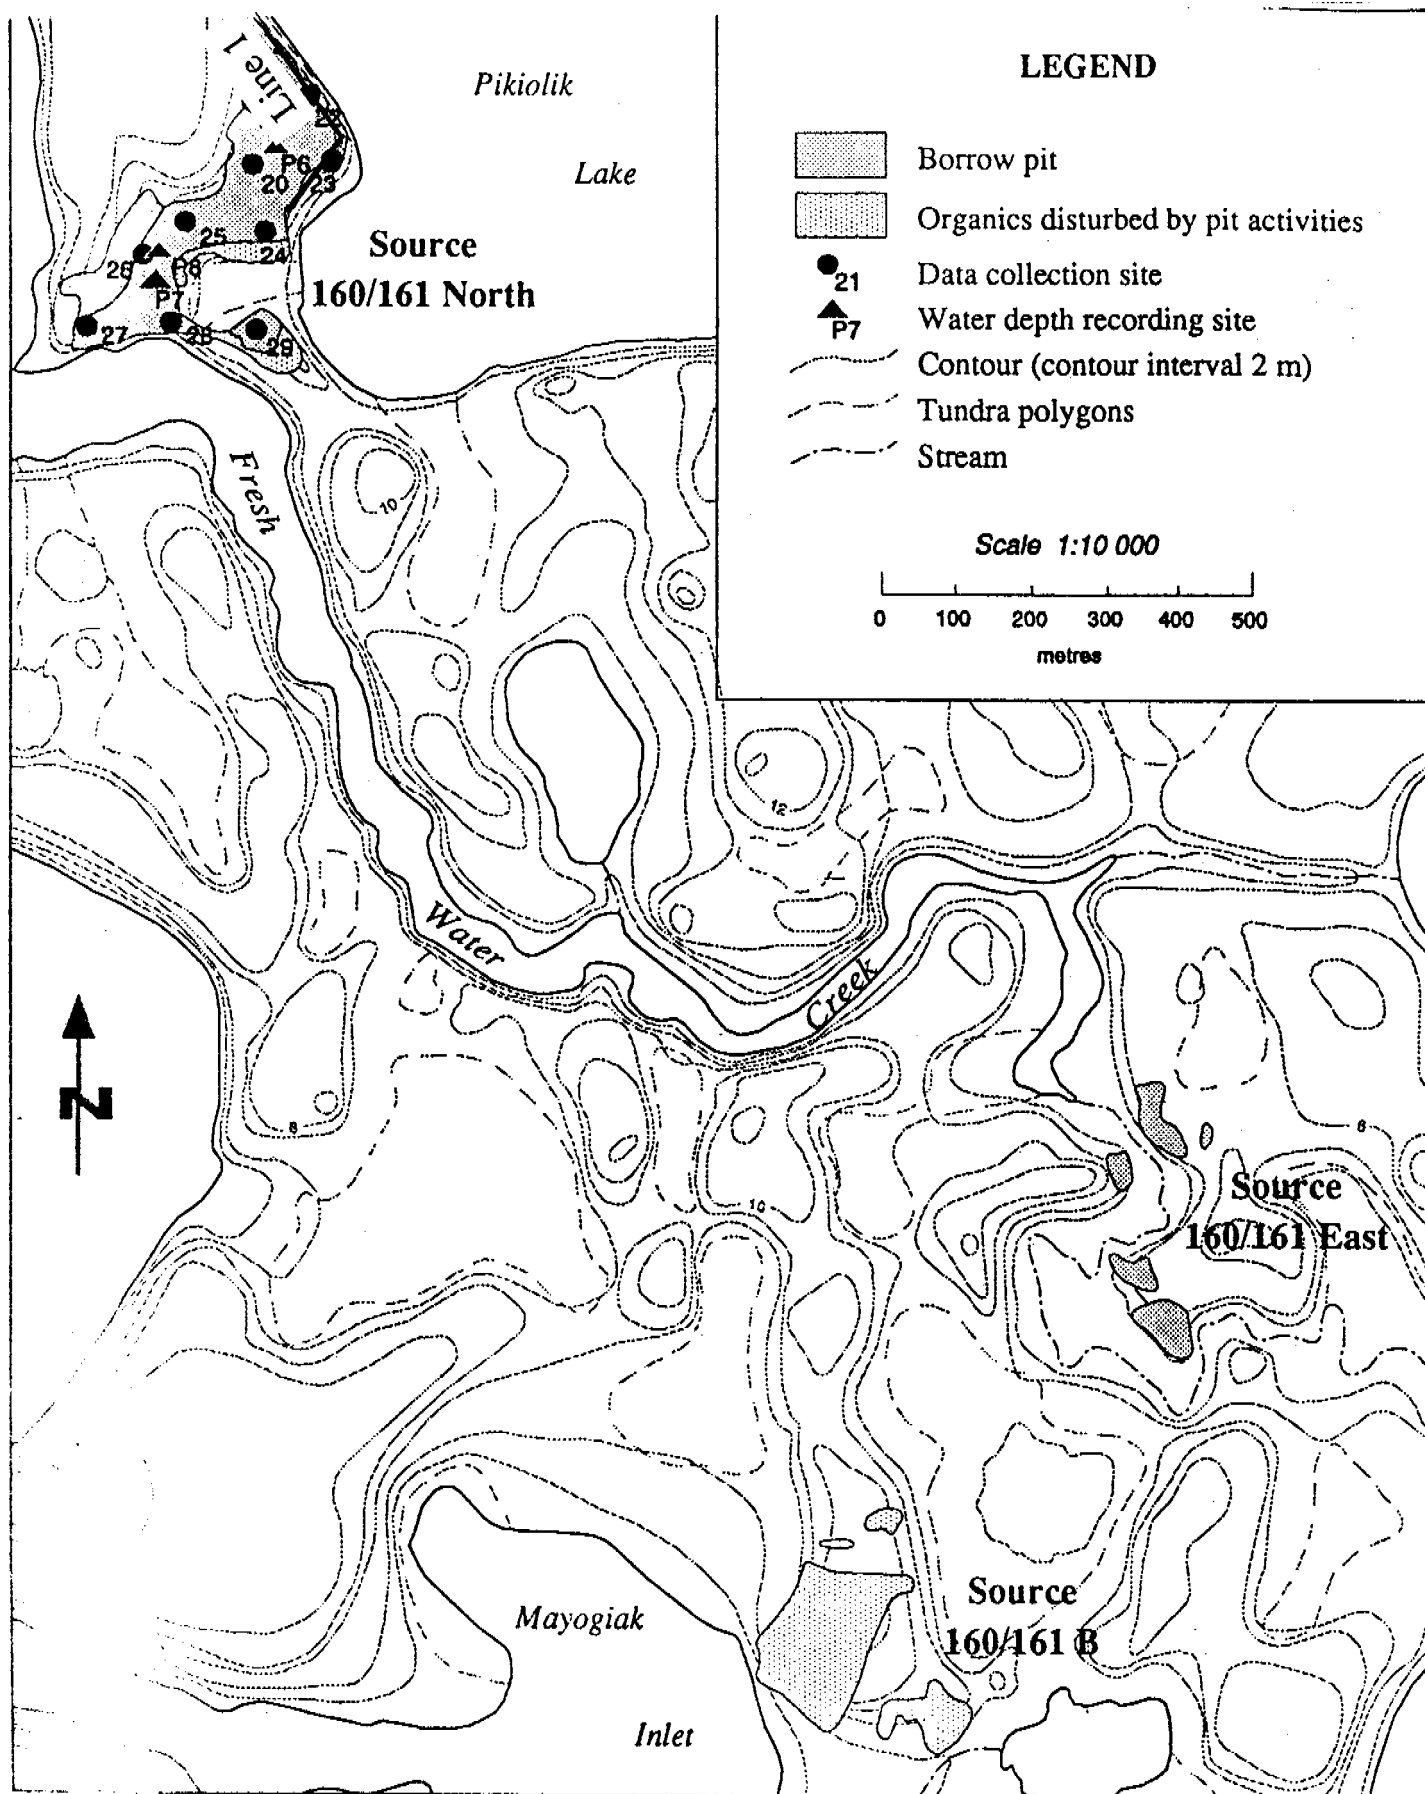 LEGEND
Borrow pit
Organics disturbed by pit activities
21
Data collection site
P7
Water depth recording site
Contour (contour interval 2 m)
Tundra polygons
Stream
Scale 1:10 000
0 100 200 300 400 500
metres
Line 1
Pikiolik
Lake
P6
20
23
25
24
26
P7
27
28
29
Source
160/161 North
Fresh
10
12
Water
Creek
N
8
6
10
Source
160/161 East
Source
160/161 B
Mayogiak
Inlet